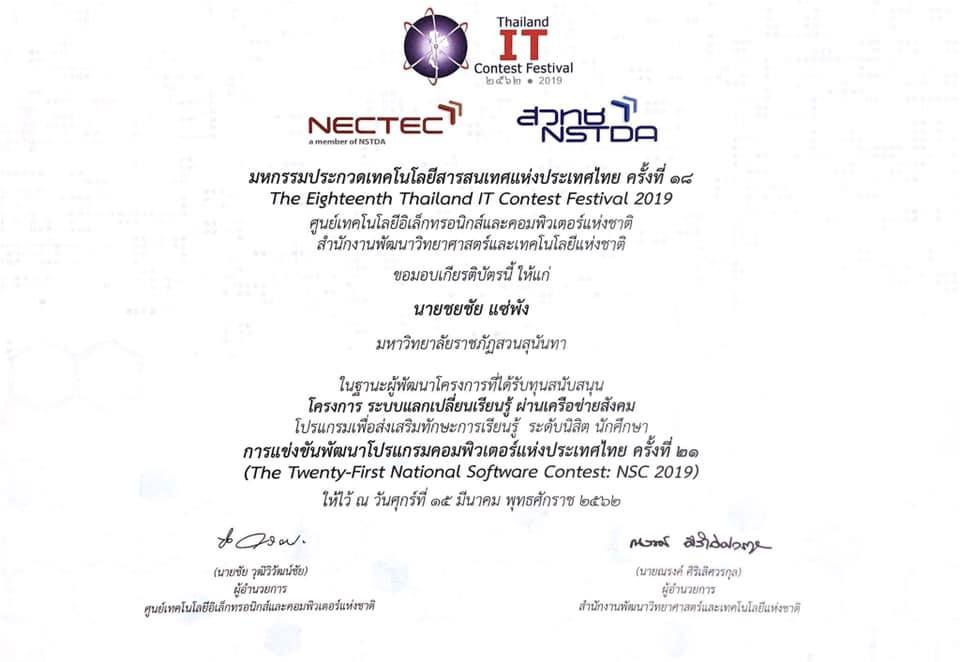 Thailand
IT
Contest Festival
๒๕๖๒ • 2019
NECTEC
a member of NSTDA
สวทช
NSTDA
มหกรรมประกวดเทคโนโลยีสารสนเทศแห่งประเทศไทย ครั้งที่ ๑๘
The Eighteenth Thailand IT Contest Festival 2019
ศูนย์เทคโนโลยีอิเล็กทรอนิกส์และคอมพิวเตอร์แห่งชาติ
สำนักงานพัฒนาวิทยาศาสตร์และเทคโนโลยีแห่งชาติ
ขอมอบเกียรติบัตรนี้ ให้แก่
นายชยชัย แซ่พัง
มหาวิทยาลัยราชภัฏสวนสุนันทา
ในฐานะผู้พัฒนาโครงการที่ได้รับทุนสนับสนุน
โครงการ ระบบแลกเปลี่ยนเรียนรู้ ผ่านเครือข่ายสังคม
โปรแกรมเพื่อส่งเสริมทักษะการเรียนรู้ ระดับนิสิต นักศึกษา
การแข่งขันพัฒนาโปรแกรมคอมพิวเตอร์แห่งประเทศไทย ครั้งที่ ๒๑
(The Twenty-First National Software Contest: NSC 2019)
ให้ไว้ ณ วันศุกร์ที่ ๑๕ มีนาคม พุทธศักราช ๒๕๖๒
(นายชัย วุฒิวิวัฒน์ชัย)
ผู้อำนวยการ
ศูนย์เทคโนโลยีอิเล็กทรอนิกส์และคอมพิวเตอร์แห่งชาติ
(นายณรงค์ ศิริเลิศวรกุล)
ผู้อำนวยการ
สำนักงานพัฒนาวิทยาศาสตร์และเทคโนโลยีแห่งชาติ